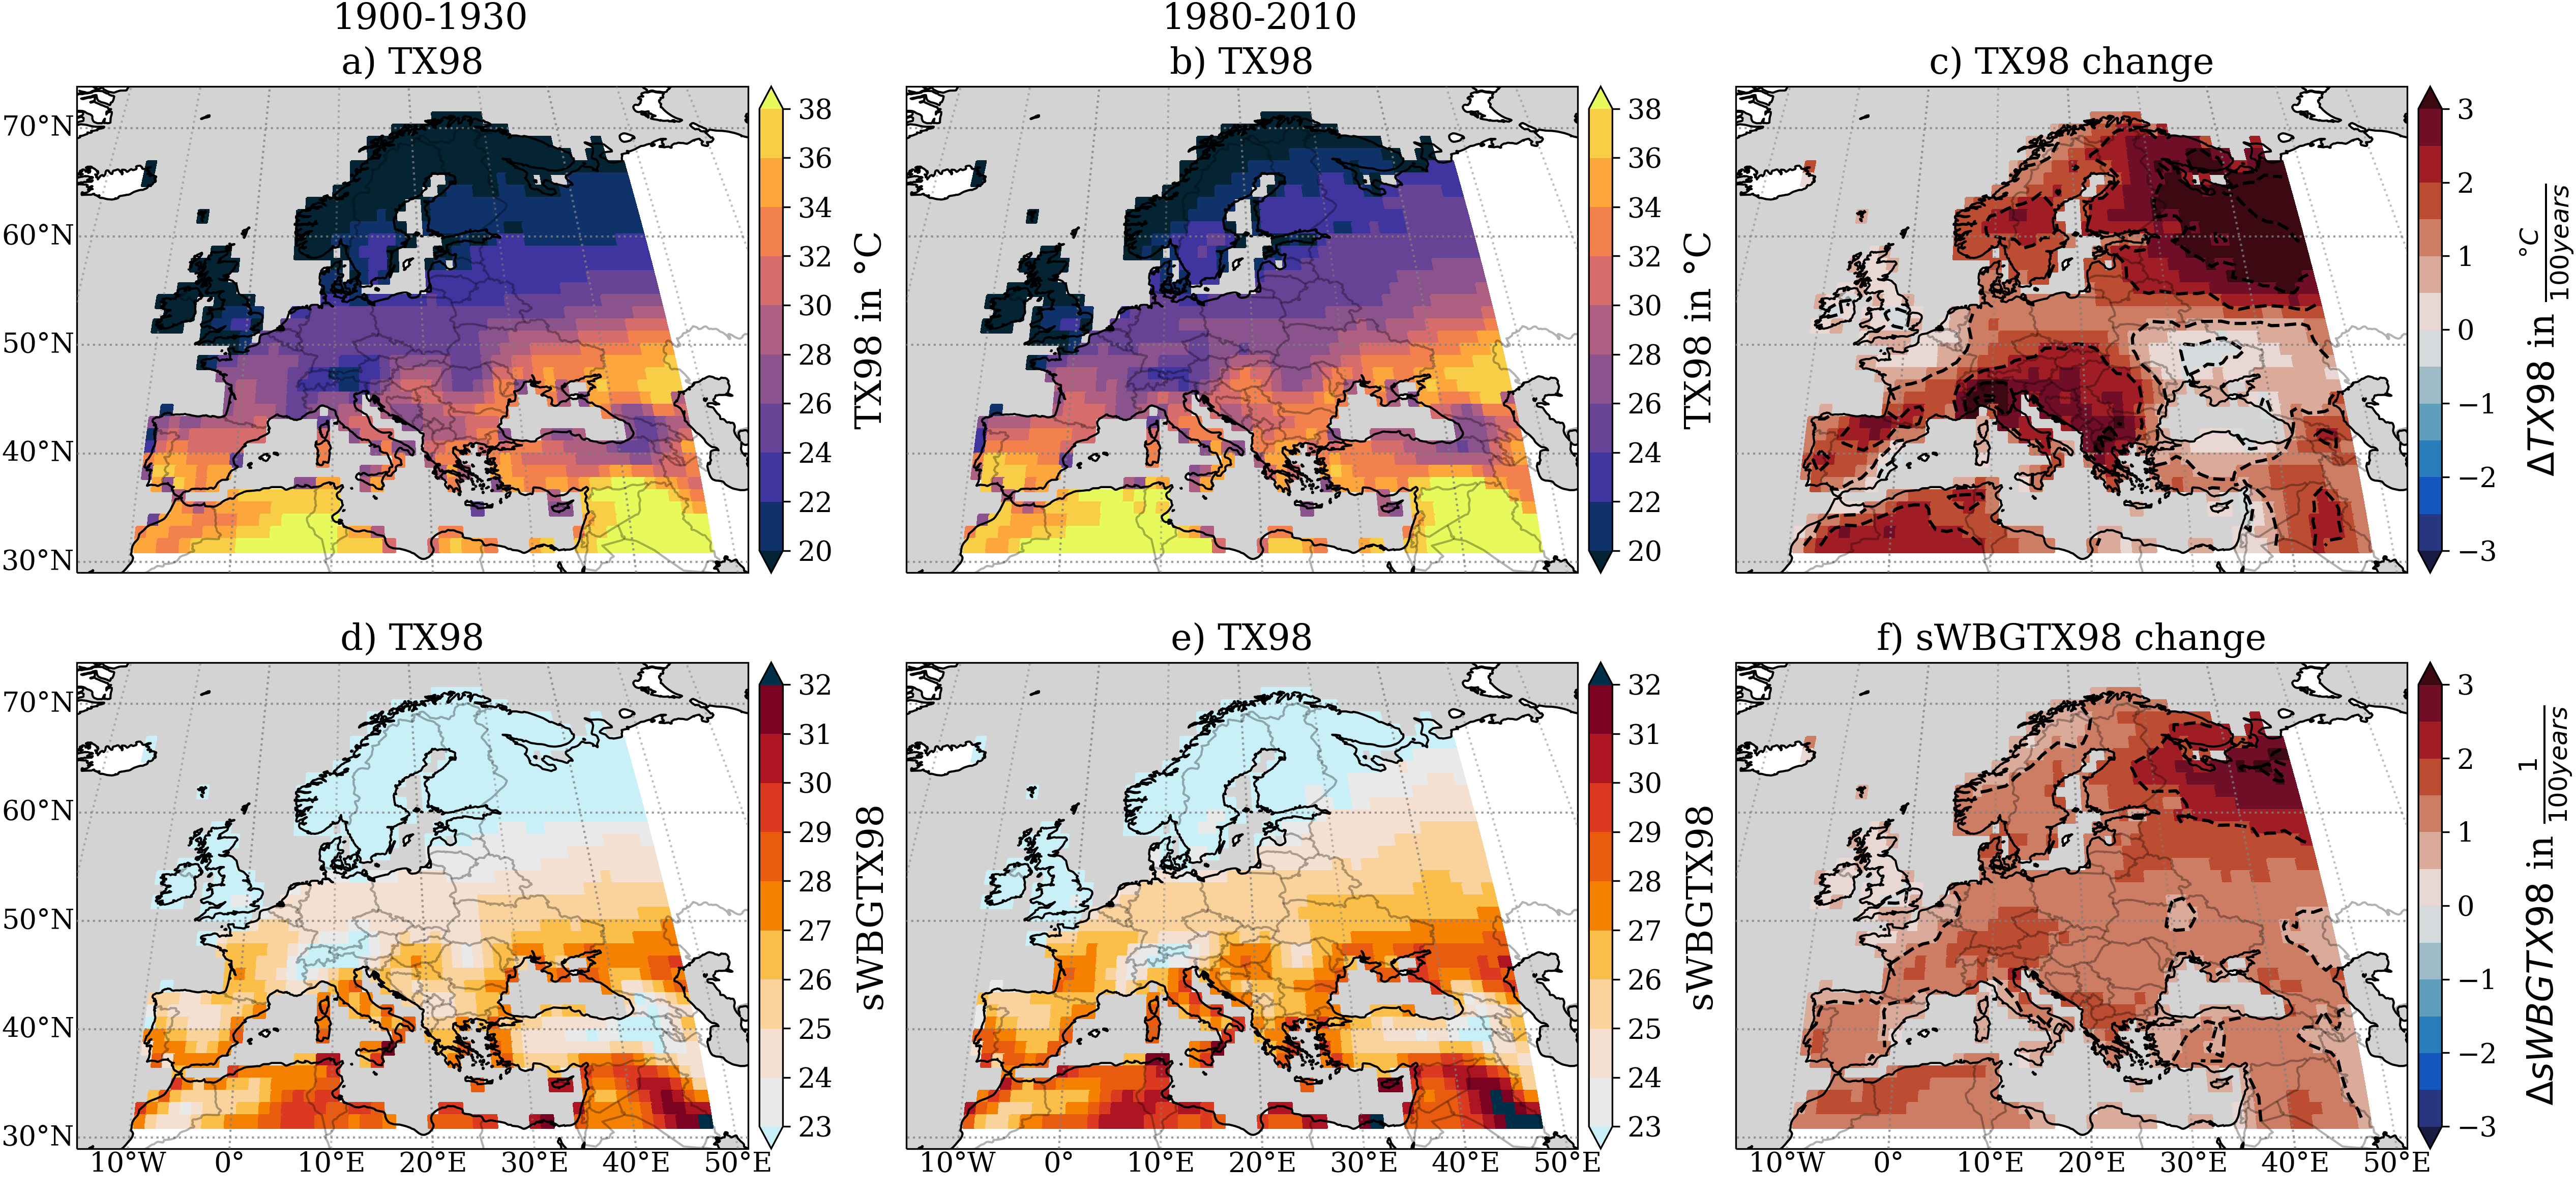 1900-1930
1980-2010
a) TX98
b) TX98
c) TX98 change
70°N
60°N
50°N
40°N
30°N
38
36
34
32
30
28
26
24
22
20
TX98 in °C
38
36
34
32
30
28
26
24
22
20
TX98 in °C
3
2
1
0
−1
−2
−3
ΔTX98 in °C/100years
d) TX98
e) TX98
f) sWBGTX98 change
70°N
60°N
50°N
40°N
30°N
10°W 0° 10°E 20°E 30°E 40°E 50°E
32
31
30
29
28
27
26
25
24
23
sWBGTX98
10°W 0° 10°E 20°E 30°E 40°E 50°E
32
31
30
29
28
27
26
25
24
23
sWBGTX98
10°W 0° 10°E 20°E 30°E 40°E 50°E
3
2
1
0
−1
−2
−3
ΔsWBGTX98 in 1/100years